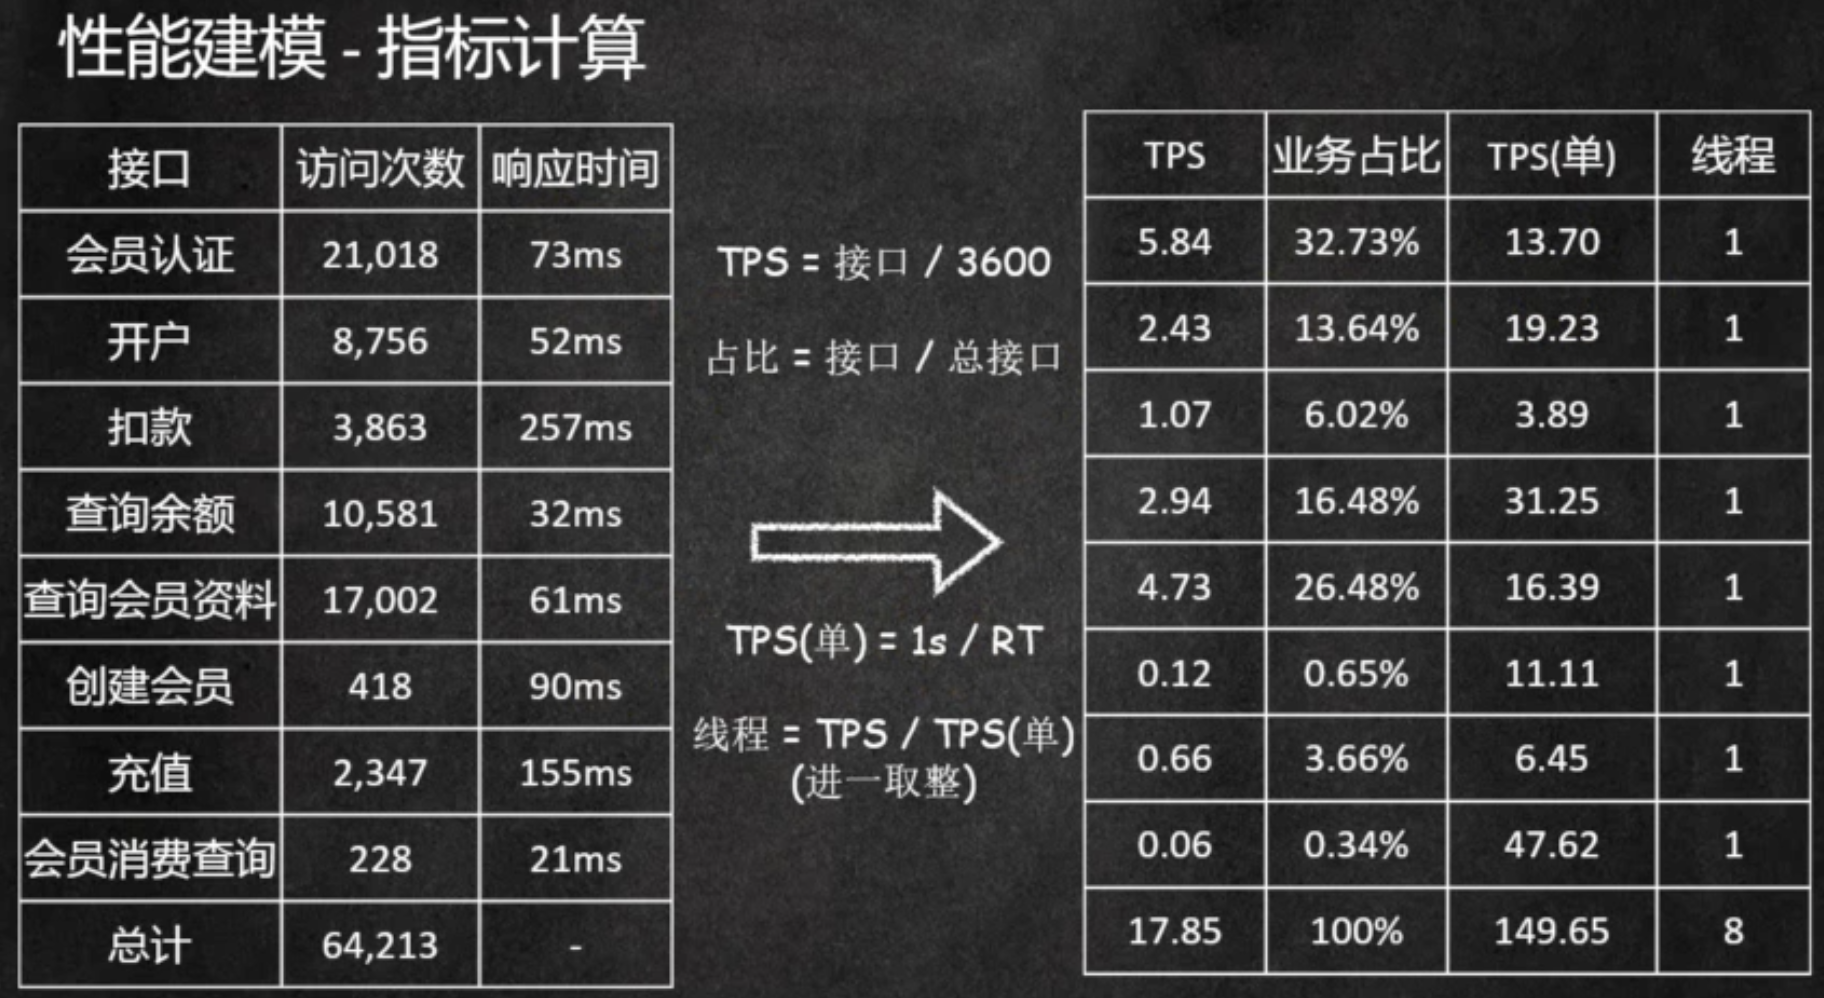 性能建模 - 指标计算
接口 访问次数 响应时间
会员认证 21,018 73ms
开户 8,756 52ms
扣款 3,863 257ms
查询余额 10,581 32ms
查询会员资料 17,002 61ms
创建会员 418 90ms
充值 2,347 155ms
会员消费查询 228 21ms
总计 64,213 -
TPS = 接口 / 3600
占比 = 接口 / 总接口
TPS(单) = 1s / RT
线程 = TPS / TPS(单)
(进一取整)
TPS 业务占比 TPS(单) 线程
5.84 32.73% 13.70 1
2.43 13.64% 19.23 1
1.07 6.02% 3.89 1
2.94 16.48% 31.25 1
4.73 26.48% 16.39 1
0.12 0.65% 11.11 1
0.66 3.66% 6.45 1
0.06 0.34% 47.62 1
17.85 100% 149.65 8